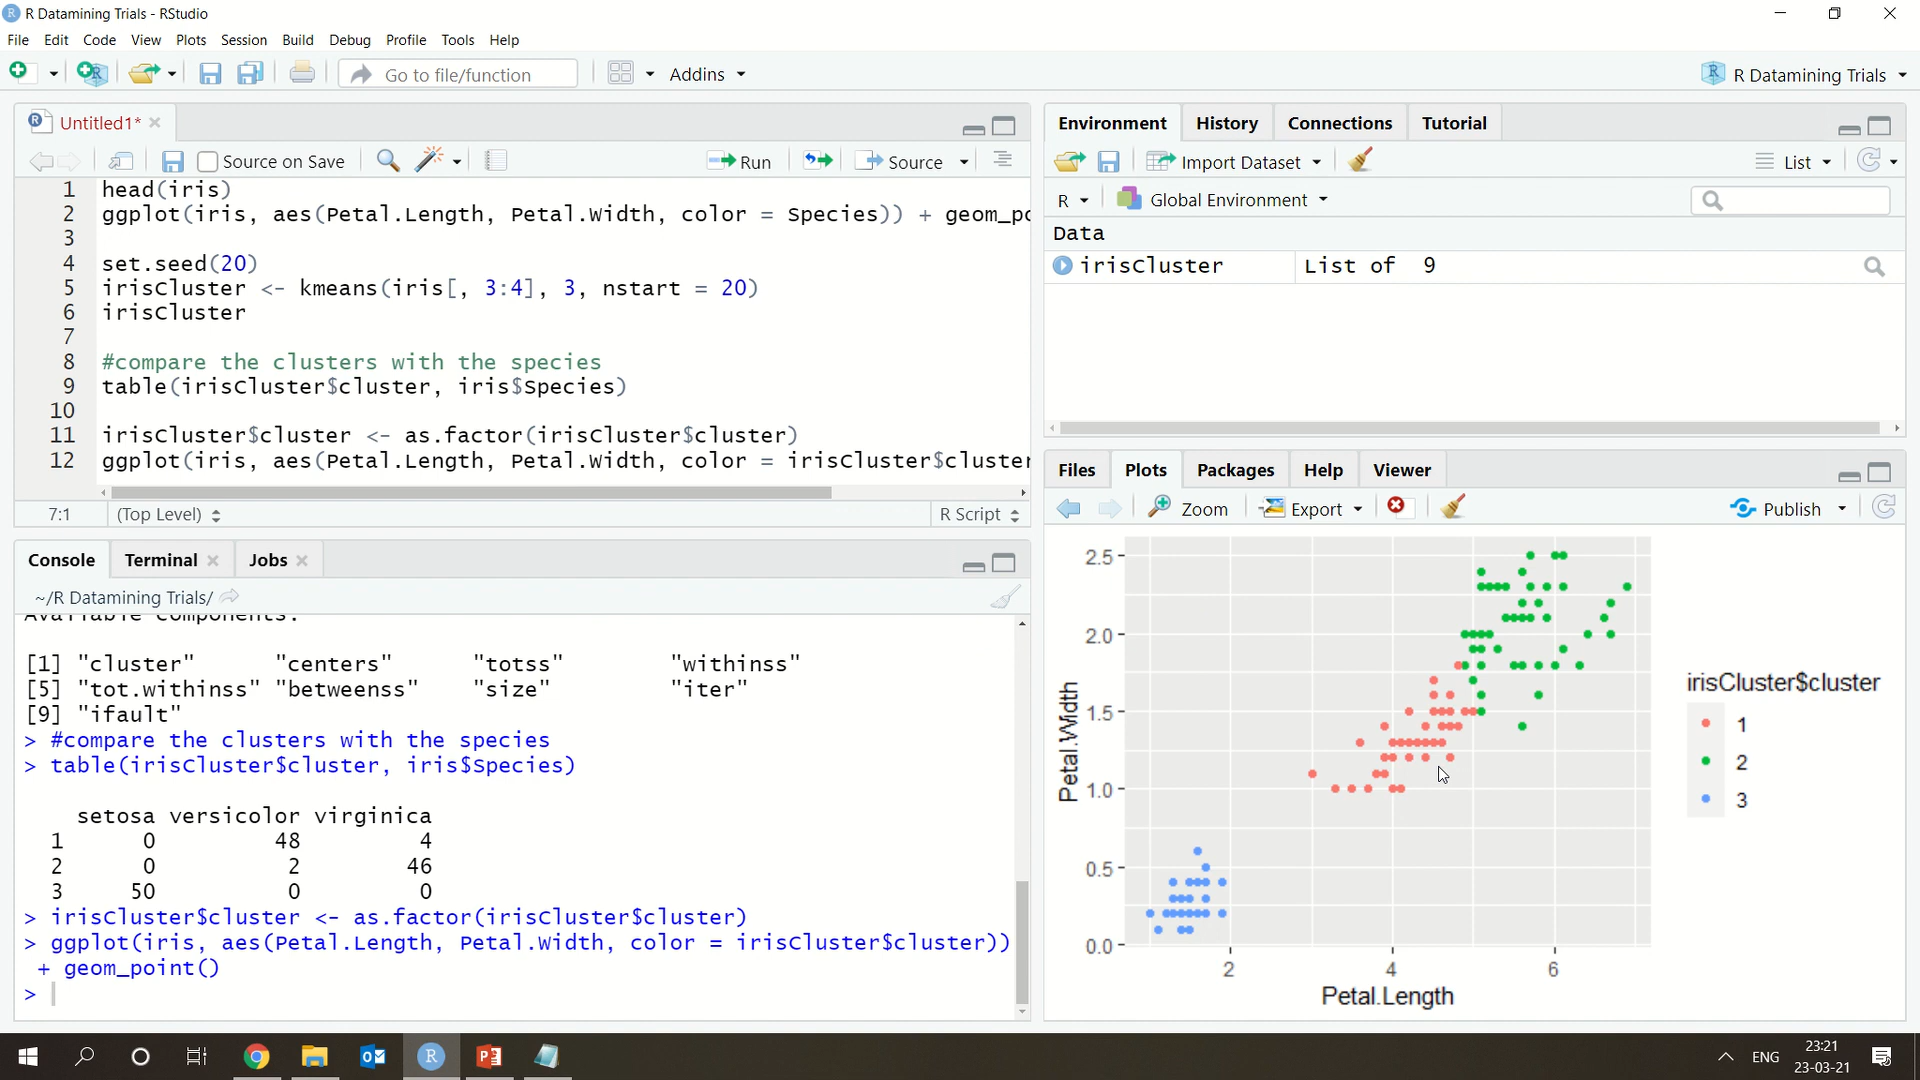 R Datamining Trials - RStudio
File Edit Code View Plots Session Build Debug Profile Tools Help
Go to file/function Addins R Datamining Trials
Untitled1*
Source on Save Run Source
1 head(iris)
2 ggplot(iris, aes(Petal.Length, Petal.Width, color = Species)) + geom_po
3
4 set.seed(20)
5 irisCluster <- kmeans(iris[, 3:4], 3, nstart = 20)
6 irisCluster
7
8 #compare the clusters with the species
9 table(irisCluster$cluster, iris$Species)
10
11 irisCluster$cluster <- as.factor(irisCluster$cluster)
12 ggplot(iris, aes(Petal.Length, Petal.Width, color = irisCluster$cluster
7:1 (Top Level) R Script
Console Terminal Jobs
~/R Datamining Trials/
Available components:
[1] "cluster" "centers" "totss" "withinss"
[5] "tot.withinss" "betweenss" "size" "iter"
[9] "ifault"
> #compare the clusters with the species
> table(irisCluster$cluster, iris$Species)
setosa versicolor virginica
1 0 48 4
2 0 2 46
3 50 0 0
> irisCluster$cluster <- as.factor(irisCluster$cluster)
> ggplot(iris, aes(Petal.Length, Petal.Width, color = irisCluster$cluster))
+ geom_point()
>
Environment History Connections Tutorial
Import Dataset List
R Global Environment
Data
irisCluster List of 9
Files Plots Packages Help Viewer
Zoom Export Publish
2.5
2.0
1.5
1.0
0.5
0.0
Petal.Width
2 4 6
Petal.Length
irisCluster$cluster
1
2
3
ENG
23:21
23-03-21